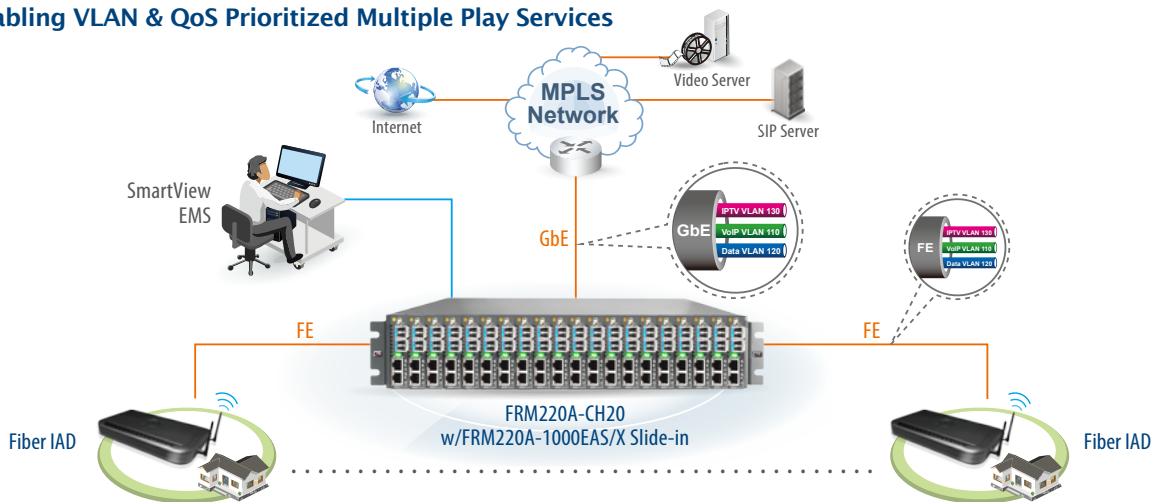 abling VLAN & QoS Prioritized Multiple Play Services
Video Server
MPLS
Network
Internet
SIP Server
SmartView
EMS
GbE
GbE
IPTV VLAN 130
VoIP VLAN 110
Data VLAN 120
FE
IPTV VLAN 130
VoIP VLAN 110
Data VLAN 120
FE
FE
FRM220A-CH20
w/FRM220A-1000EAS/X Slide-in
Fiber IAD
Fiber IAD